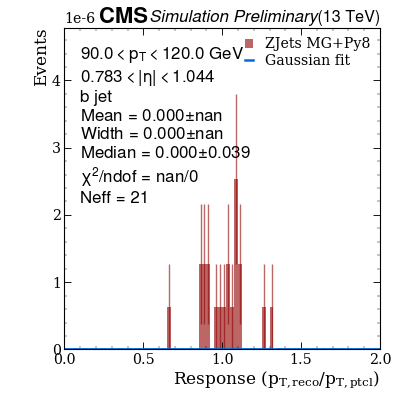 1e-6 CMS Simulation Preliminary (13 TeV)
Events
90.0 < p_T < 120.0 GeV
0.783 < |η| < 1.044
b jet
Mean = 0.000±nan
Width = 0.000±nan
Median = 0.000±0.039
χ²/ndof = nan/0
Neff = 21
ZJets MG+Py8
Gaussian fit
4
3
2
1
0
0.0 0.5 1.0 1.5 2.0
Response (p_T,reco/p_T,ptcl)